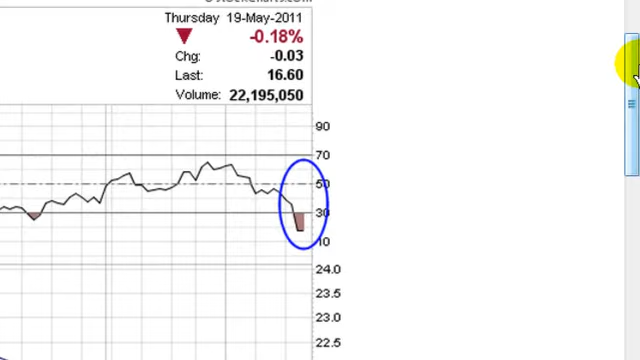 Thursday 19-May-2011
-0.18%
Chg: -0.03
Last: 16.60
Volume: 22,195,050
90
70
50
30
10
24.0
23.5
23.0
22.5